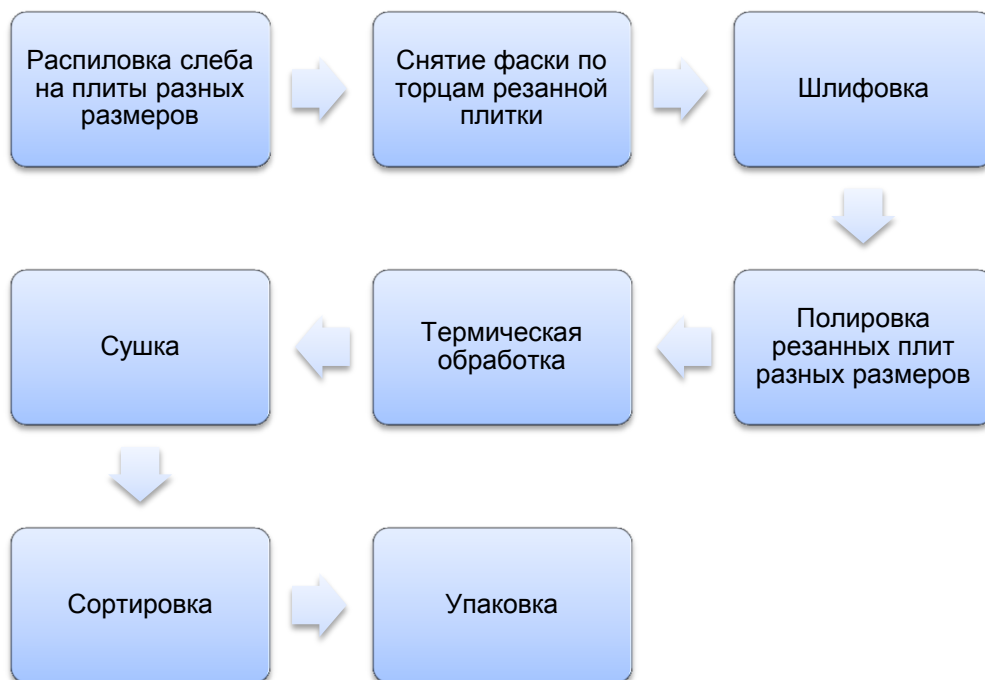 Распиловка слеба
на плиты разных
размеров
Снятие фаски по
торцам резанной
плитки
Шлифовка
Полировка
резанных плит
разных размеров
Термическая
обработка
Сушка
Сортировка
Упаковка